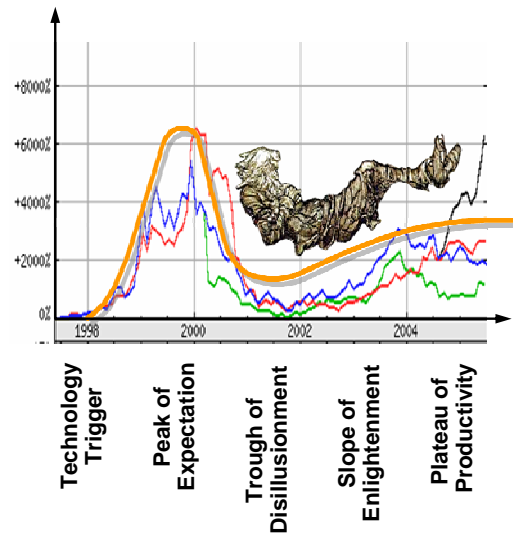 +8000%
+6000%
+4000%
+2000%
0%
1998 2000 2002 2004
Technology
Trigger
Peak of
Expectation
Trough of
Disillusionment
Slope of
Enlightenment
Plateau of
Productivity